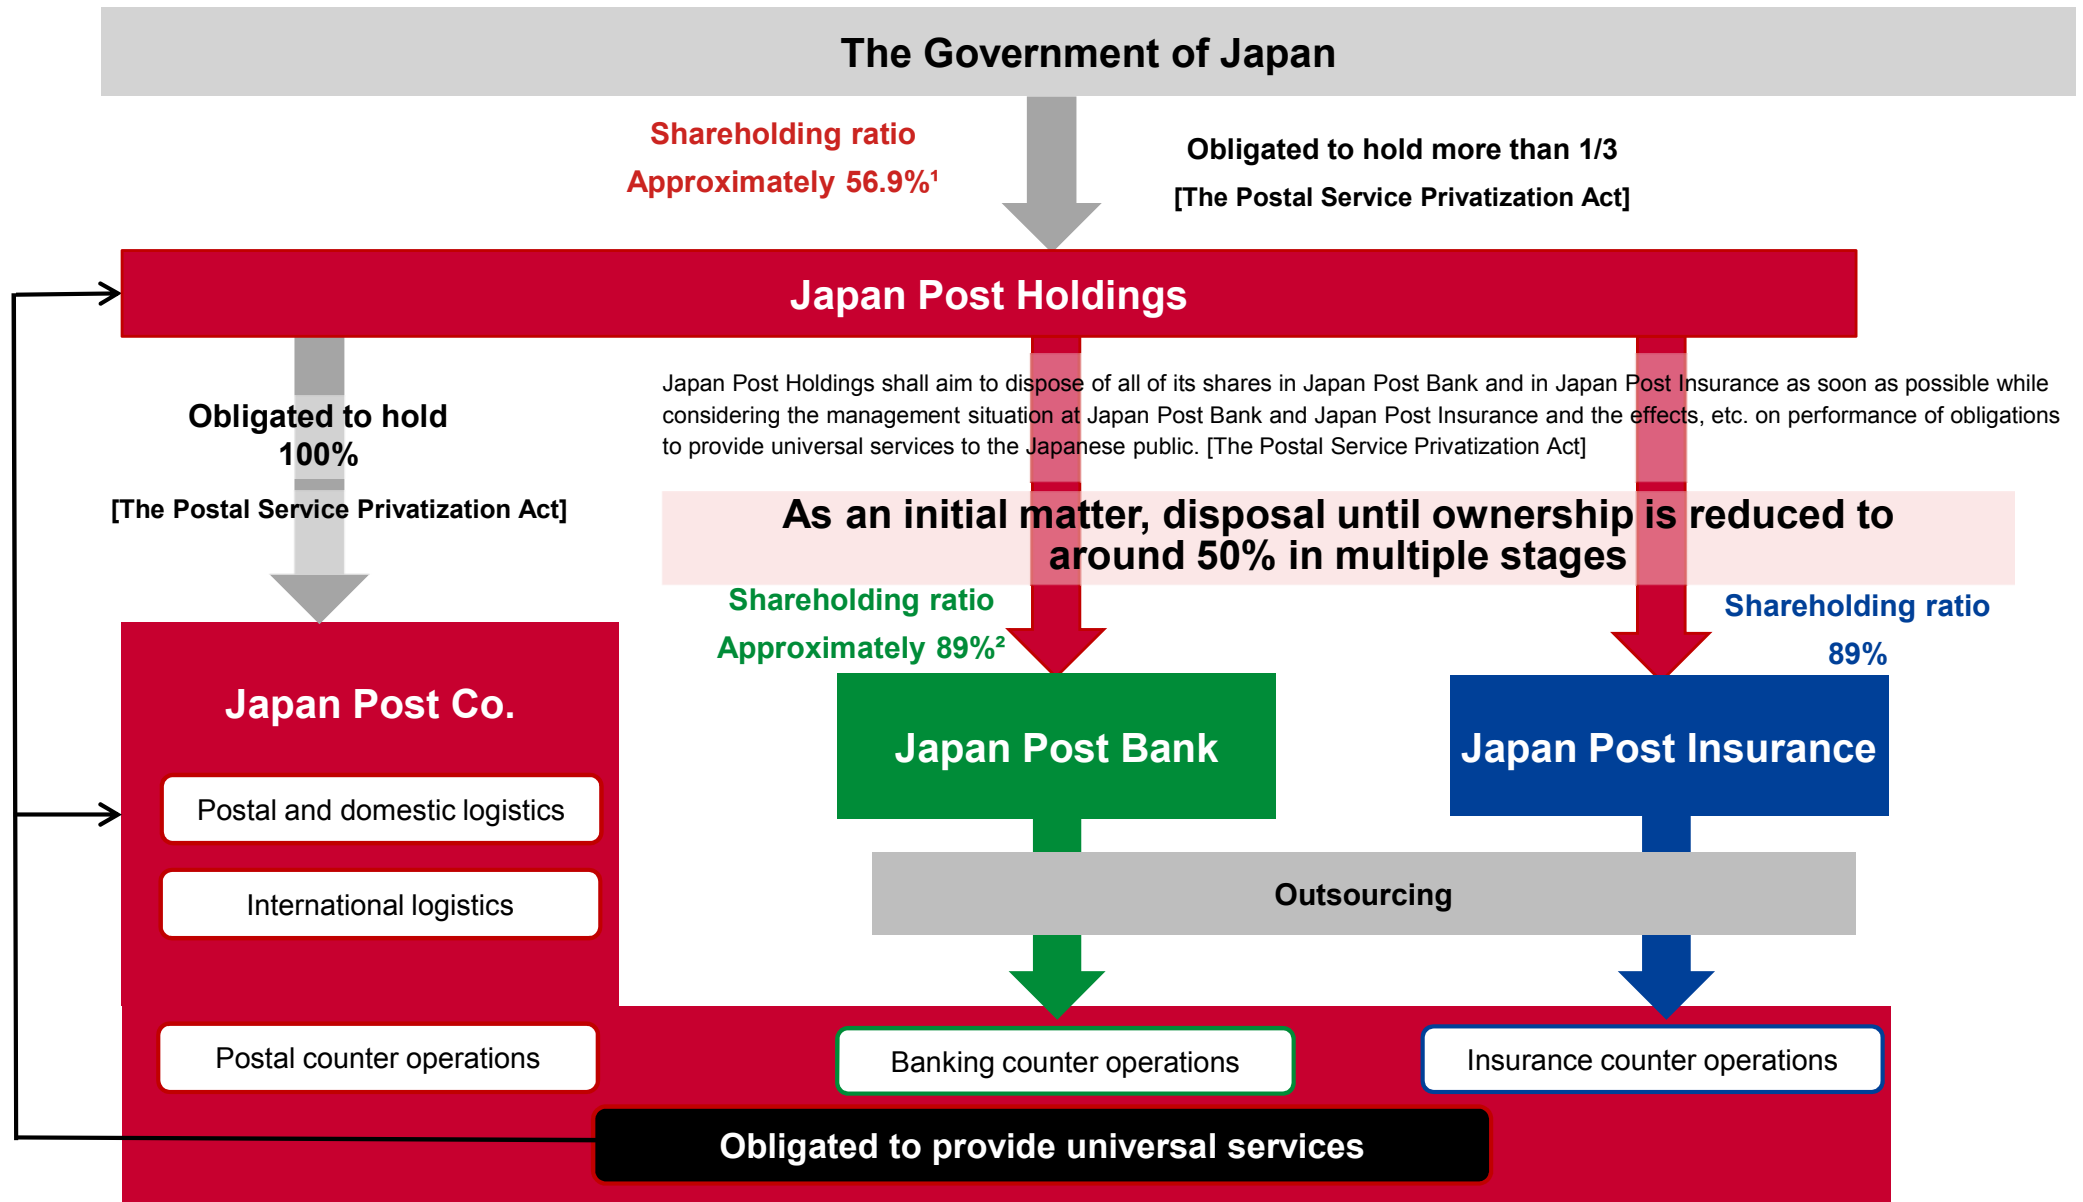 The Government of Japan
Shareholding ratio
Approximately 56.9%¹
Obligated to hold more than 1/3
[The Postal Service Privatization Act]
Japan Post Holdings
Obligated to hold
100%
[The Postal Service Privatization Act]
Japan Post Holdings shall aim to dispose of all of its shares in Japan Post Bank and in Japan Post Insurance as soon as possible while
considering the management situation at Japan Post Bank and Japan Post Insurance and the effects, etc. on performance of obligations
to provide universal services to the Japanese public. [The Postal Service Privatization Act]
As an initial matter, disposal until ownership is reduced to
around 50% in multiple stages
Shareholding ratio
Approximately 89%²
Shareholding ratio
89%
Japan Post Co.
Japan Post Bank
Japan Post Insurance
Postal and domestic logistics
International logistics
Outsourcing
Postal counter operations
Banking counter operations
Insurance counter operations
Obligated to provide universal services